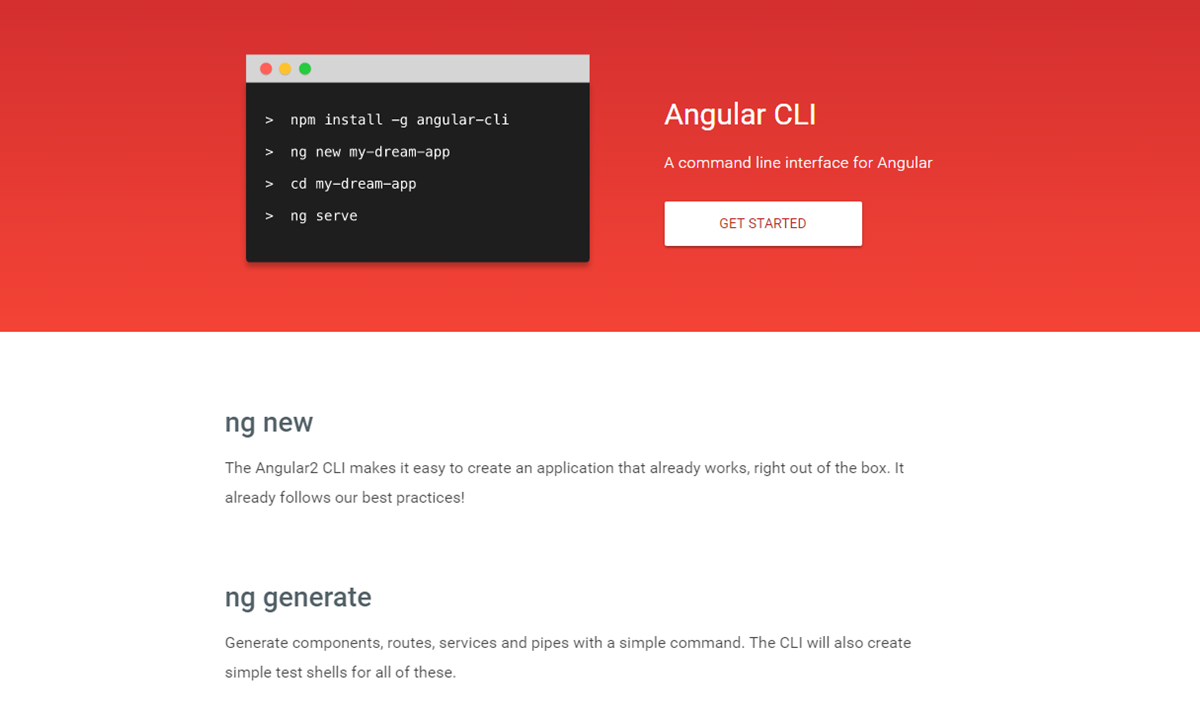 > npm install -g angular-cli
> ng new my-dream-app
> cd my-dream-app
> ng serve
Angular CLI
A command line interface for Angular
GET STARTED
ng new
The Angular2 CLI makes it easy to create an application that already works, right out of the box. It
already follows our best practices!
ng generate
Generate components, routes, services and pipes with a simple command. The CLI will also create
simple test shells for all of these.